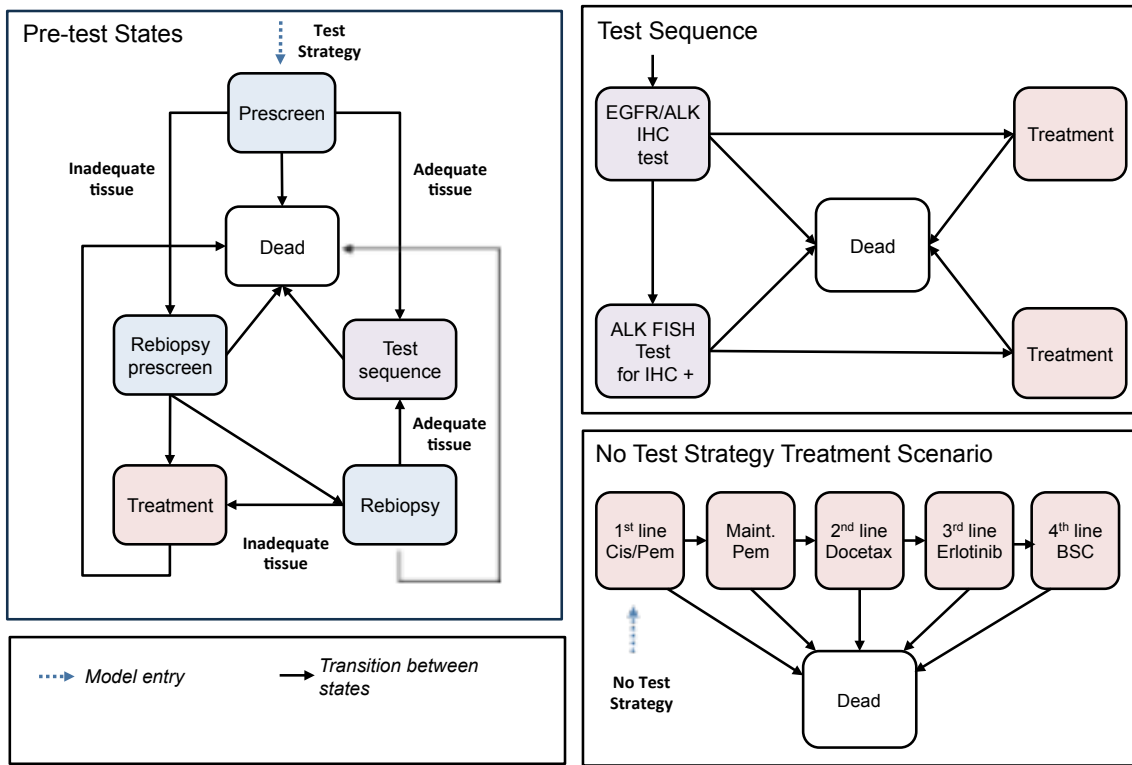 Pre-test States
Test
Strategy
Prescreen
Inadequate
tissue
Adequate
tissue
Dead
Rebiopsy
prescreen
Test
sequence
Adequate
tissue
Treatment
Rebiopsy
Inadequate
tissue
Model entry
Transition between
states
Test Sequence
EGFR/ALK
IHC
test
Treatment
Dead
ALK FISH
Test
for IHC +
Treatment
No Test Strategy Treatment Scenario
1st line
Cis/Pem
Maint.
Pem
2nd line
Docetax
3rd line
Erlotinib
4th line
BSC
No Test
Strategy
Dead